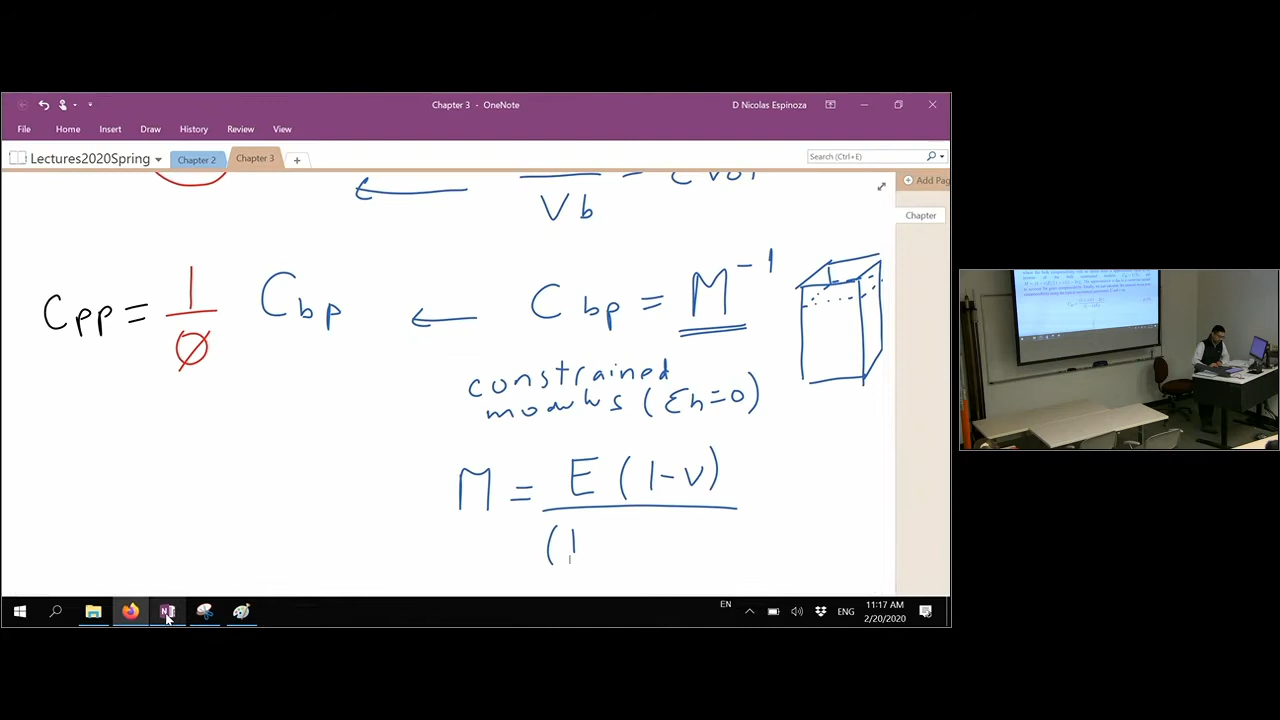 Chapter 3 - OneNote
D Nicolas Espinoza
File Home Insert Draw History Review View
Lectures2020Spring
Chapter 2
Chapter 3
Search (Ctrl+E)
Add Pag
Chapter
Vb
Cpp = 1/∅ Cbp ← Cbp = M⁻¹
constrained
modulus (εh=0)
M = E (1-ν)
(1
EN
ENG
11:17 AM
2/20/2020